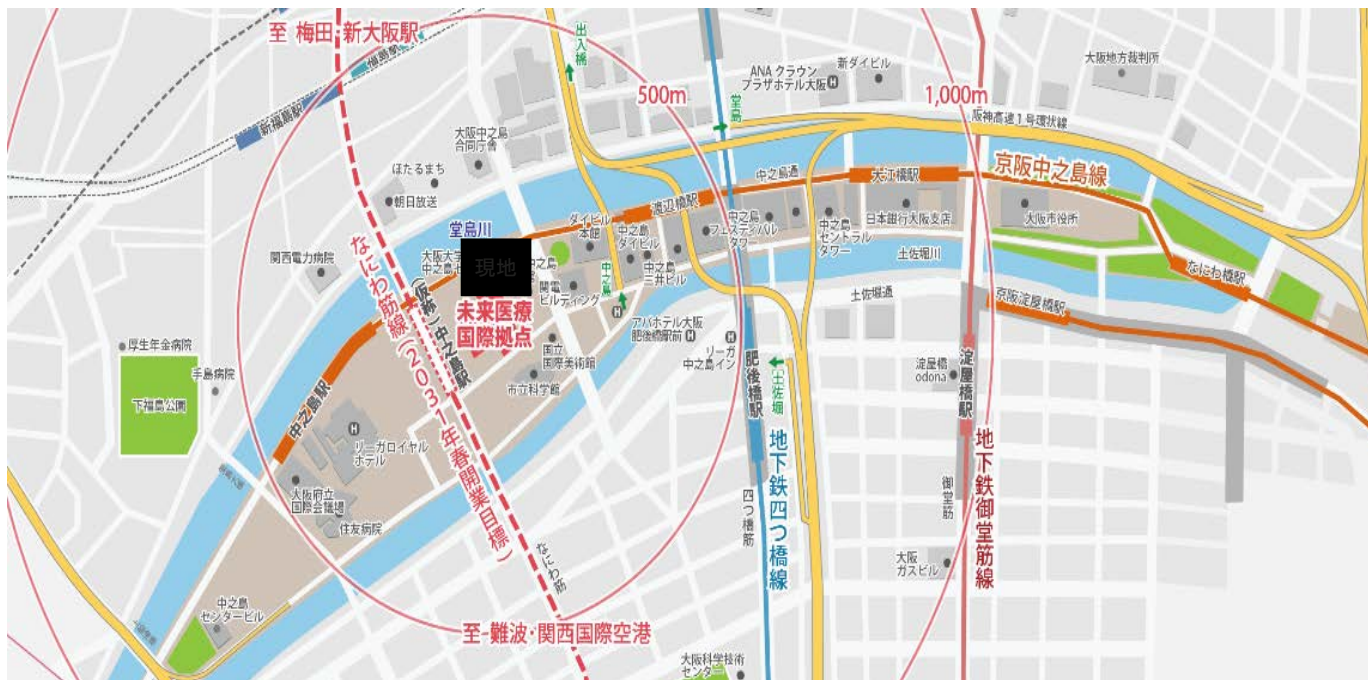 至 梅田・新大阪駅
福島駅
新福島駅
出入橋
大阪中之島
合同庁舎
500m
堂島
ANA クラウン
プラザホテル大阪
新ダイビル
1,000m
阪神高速1号環状線
大阪地方裁判所
ほたるまち
朝日放送
関西電力病院
堂島川
現地
未来医療
国際拠点
ダイビル
本館
中之島
ダイビル
中之島
三井ビル
渡辺橋駅
中之島通
中之島
フェスティバル
タワー
中之島
セントラル
タワー
大江橋駅
日本銀行大阪支店
京阪中之島線
大阪市役所
土佐堀川
なにわ橋駅
京阪淀屋橋駅
土佐堀通
関電
ビルディング
中之島
アパホテル大阪
肥後橋駅前
リーガ
中之島イン
肥後橋駅
土佐堀
淀屋橋
odona
淀屋橋駅
国立
国際美術館
市立科学館
なにわ筋線(2031年春開業目標)
(仮称)中之島駅
厚生年金病院
手島病院
下福島公園
中之島駅
リーガロイヤル
ホテル
大阪府立
国際会議場
住友病院
なにわ筋
地下鉄四つ橋線
四つ橋筋
御堂筋
地下鉄御堂筋線
大阪
ガスビル
中之島
センタービル
至 難波・関西国際空港
大阪科学技術
センター